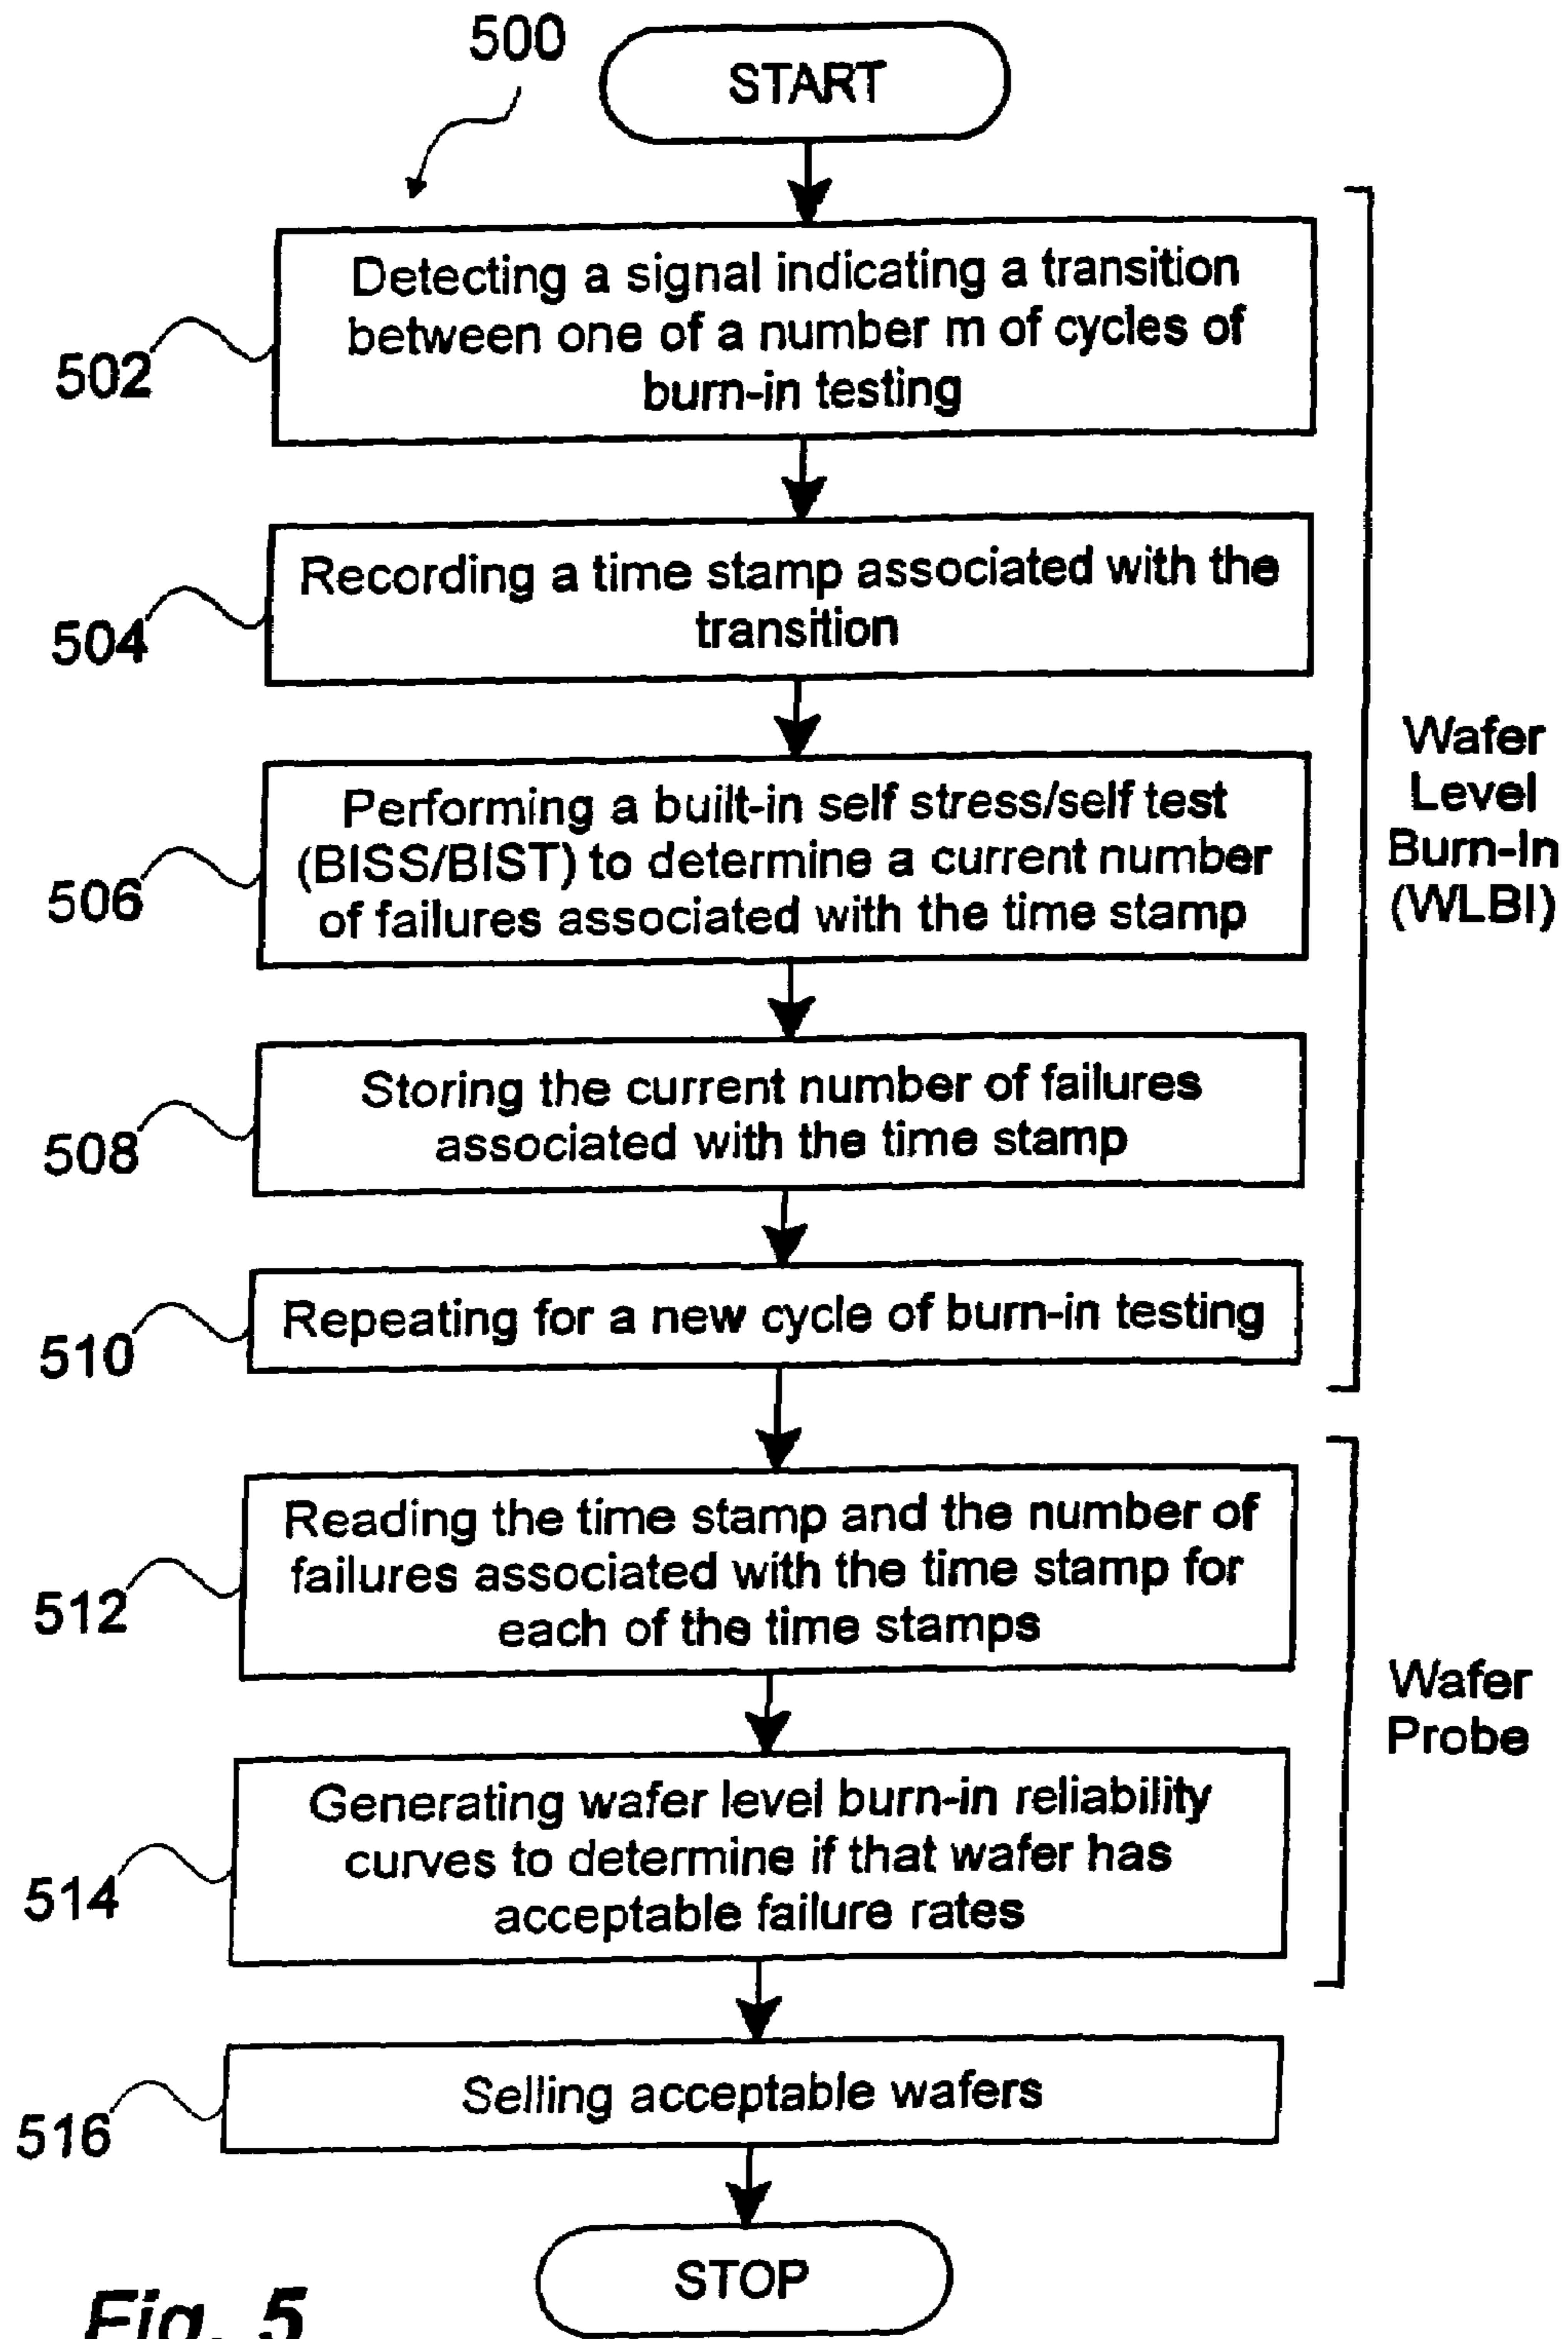 500
START
Detecting a signal indicating a transition
between one of a number m of cycles of
burn-in testing
502
Recording a time stamp associated with the
transition
504
Performing a built-in self stress/self test
(BISS/BIST) to determine a current number
of failures associated with the time stamp
506
Storing the current number of failures
associated with the time stamp
508
Repeating for a new cycle of burn-in testing
510
Wafer
Level
Burn-In
(WLBI)
Reading the time stamp and the number of
failures associated with the time stamp for
each of the time stamps
512
Generating wafer level burn-in reliability
curves to determine if that wafer has
acceptable failure rates
514
Wafer
Probe
Selling acceptable wafers
516
STOP
Fig. 5